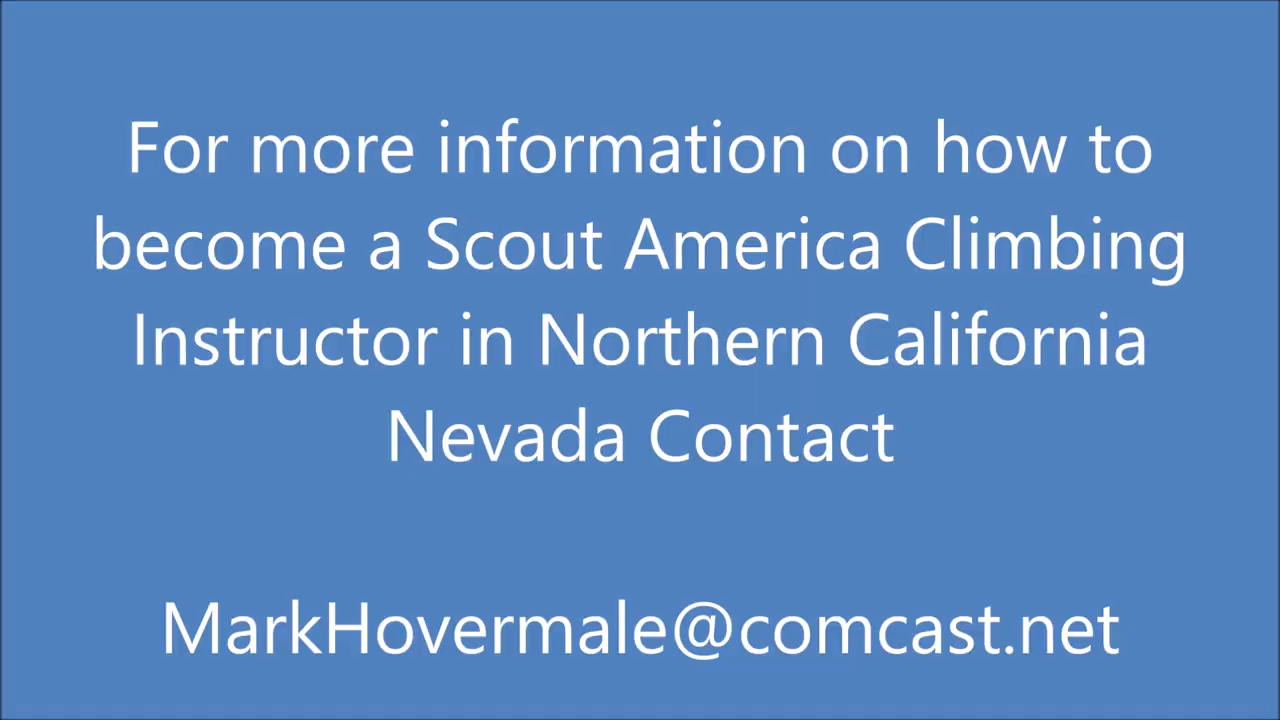 For more information on how to
become a Scout America Climbing
Instructor in Northern California
Nevada Contact
MarkHovermale@comcast.net